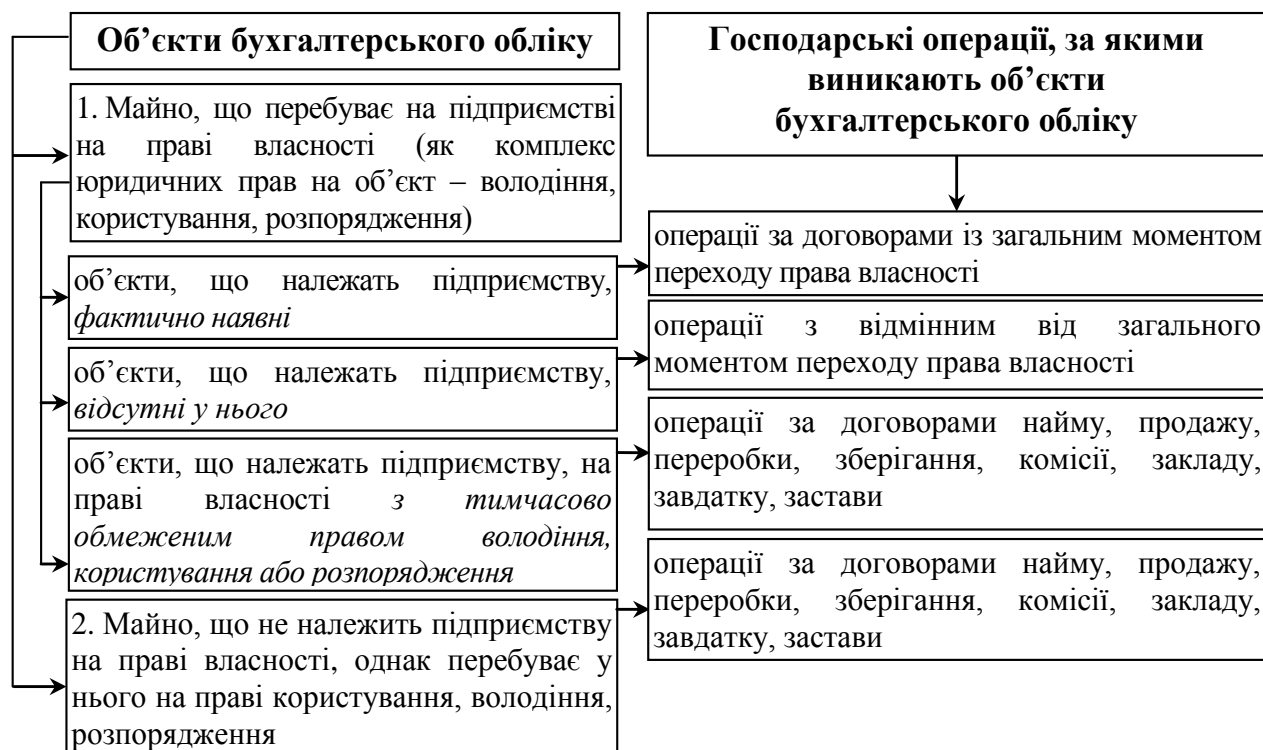 Об’єкти бухгалтерського обліку
1. Майно, що перебуває на підприємстві
на праві власності (як комплекс
юридичних прав на об’єкт – володіння,
користування, розпорядження)
об’єкти, що належать підприємству,
фактично наявні
об’єкти, що належать підприємству,
відсутні у нього
об’єкти, що належать підприємству, на
праві власності з тимчасово
обмеженим правом володіння,
користування або розпорядження
2. Майно, що не належить підприємству
на праві власності, однак перебуває у
нього на праві користування, володіння,
розпорядження
Господарські операції, за якими
виникають об’єкти
бухгалтерського обліку
операції за договорами із загальним моментом
переходу права власності
операції з відмінним від загального
моментом переходу права власності
операції за договорами найму, продажу,
переробки, зберігання, комісії, закладу,
завдатку, застави
операції за договорами найму, продажу,
переробки, зберігання, комісії, закладу,
завдатку, застави